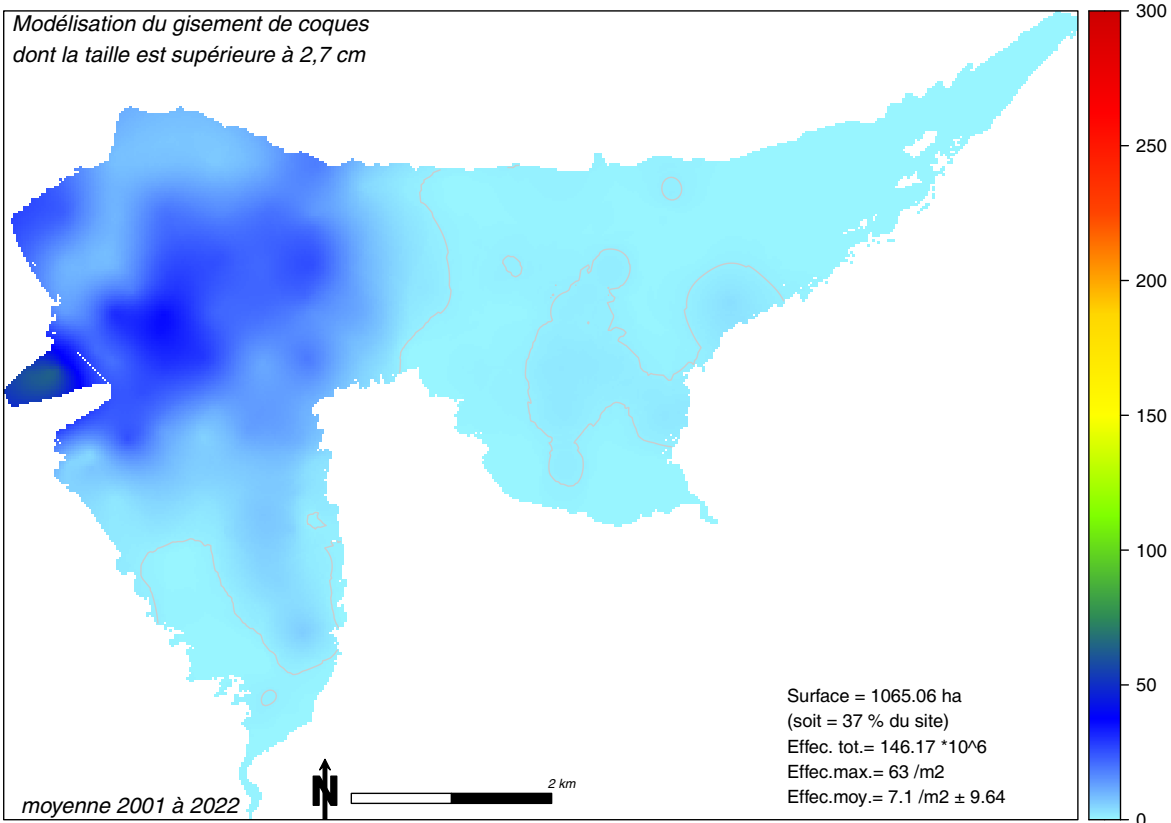 Modélisation du gisement de coques
dont la taille est supérieure à 2,7 cm
300
250
200
150
100
50
0
Surface = 1065.06 ha
(soit = 37 % du site)
Effec. tot.= 146.17 *10^6
Effec.max.= 63 /m2
Effec.moy.= 7.1 /m2 ± 9.64
2 km
N
moyenne 2001 à 2022